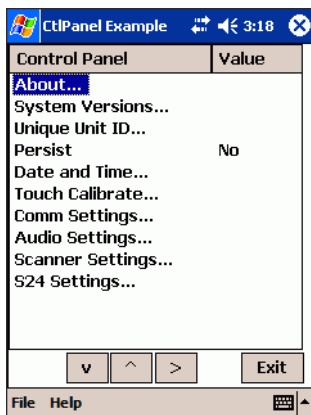 CtlPanel Example 3:18
Control Panel Value
About...
System Versions...
Unique Unit ID...
Persist No
Date and Time...
Touch Calibrate...
Comm Settings...
Audio Settings...
Scanner Settings...
S24 Settings...
v ^ > Exit
File Help